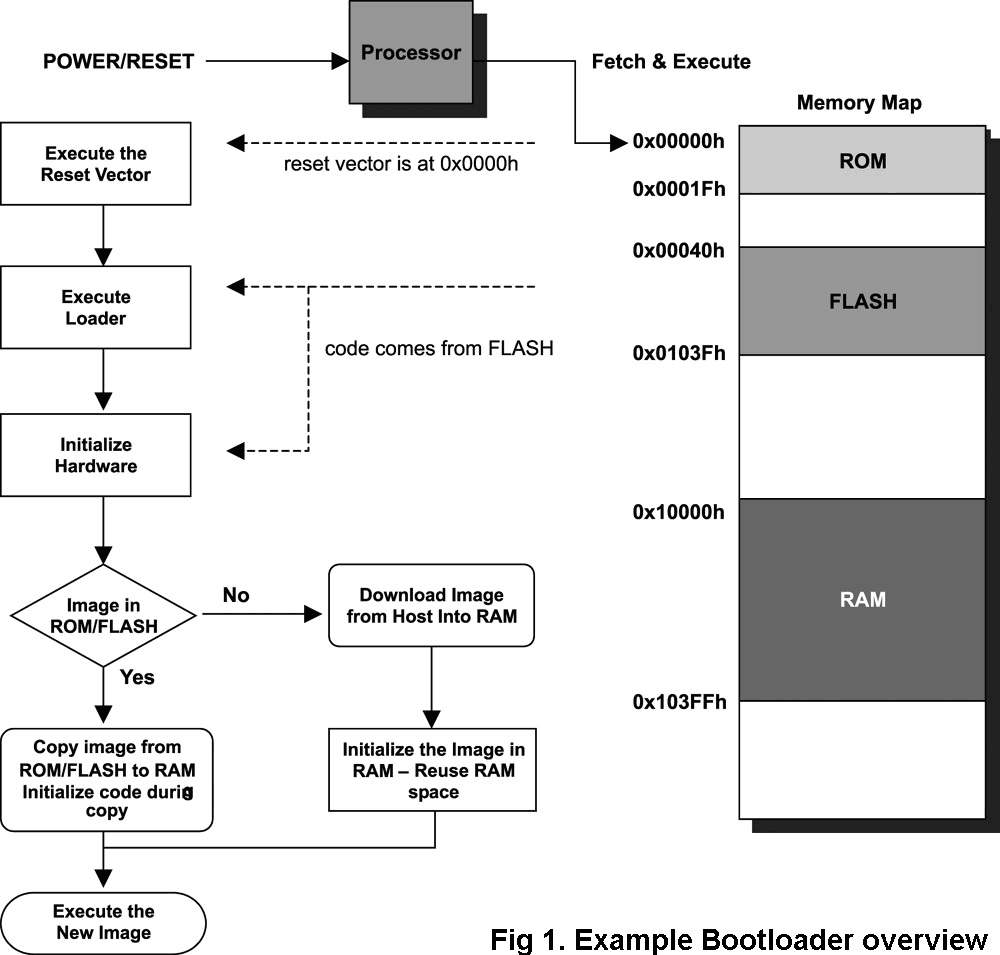 POWER/RESET
Processor
Fetch & Execute
Memory Map
Execute the
Reset Vector
reset vector is at 0x0000h
0x00000h
ROM
0x0001Fh
Execute
Loader
code comes from FLASH
0x00040h
FLASH
0x0103Fh
Initialize
Hardware
0x10000h
RAM
0x103FFh
Image in
ROM/FLASH
No
Yes
Download Image
from Host Into RAM
Copy image from
ROM/FLASH to RAM
Initialize code during
copy
Initialize the Image in
RAM – Reuse RAM
space
Execute the
New Image
Fig 1. Example Bootloader overview